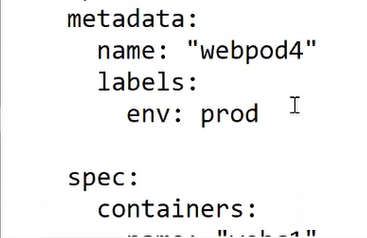 metadata:
  name: "webpod4"
  labels:
    env: prod
spec:
  containers: